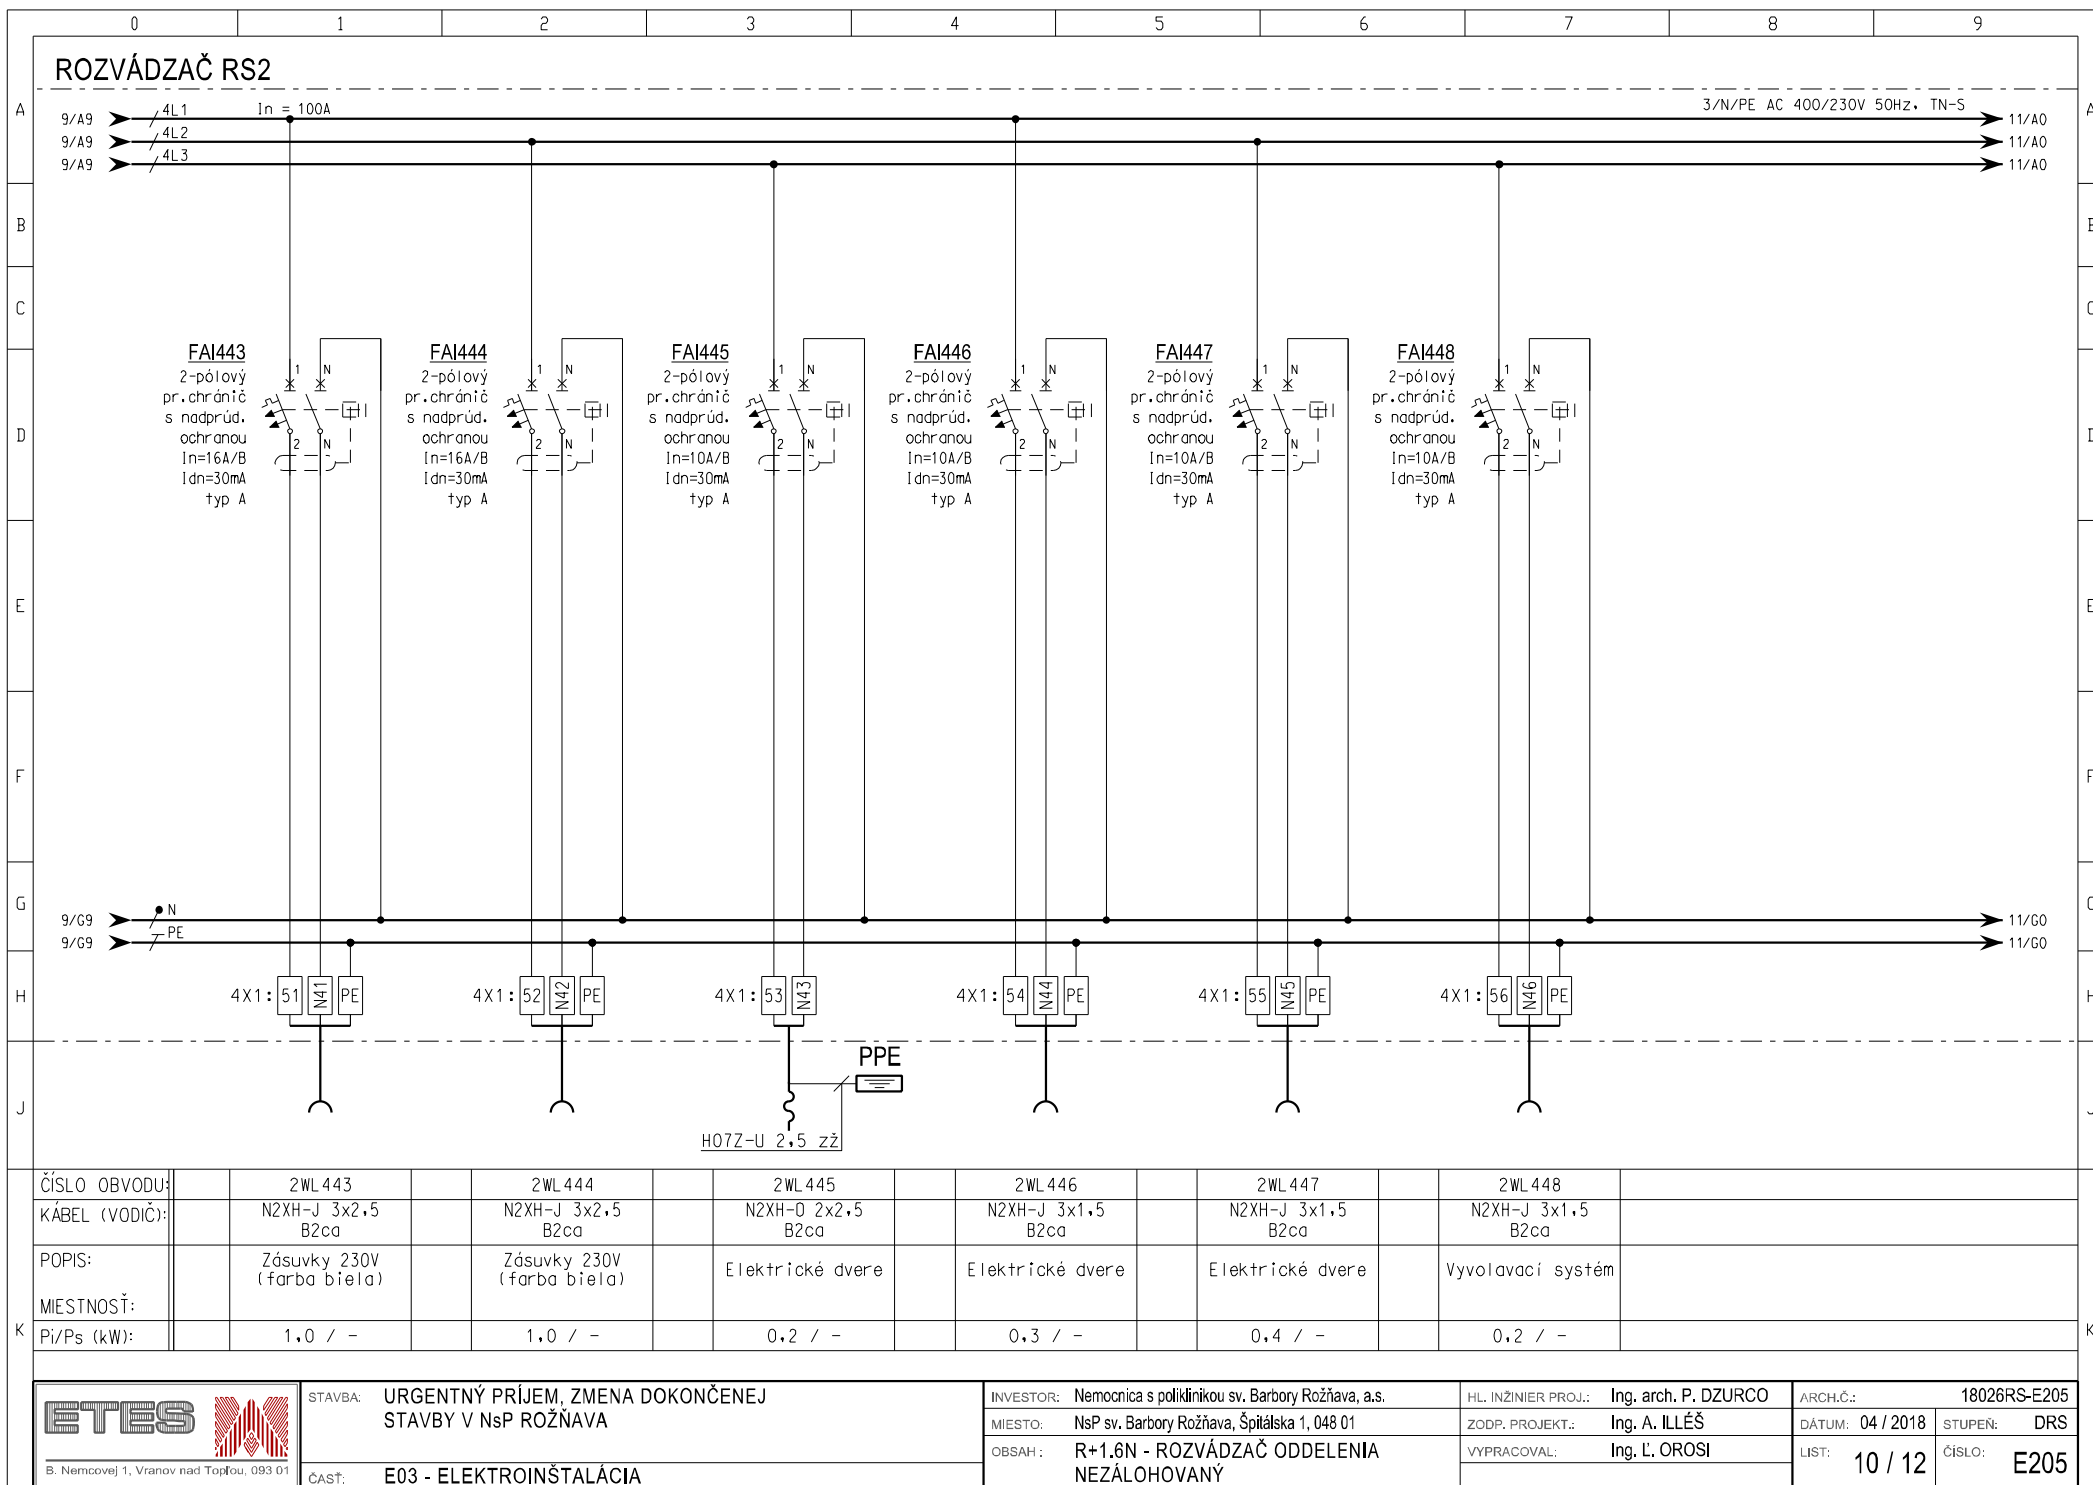 0 1 2 3 4 5 6 7 8 9
ROZVÁDZAČ RS2
A
9/A9 4L1 In = 100A 3/N/PE AC 400/230V 50Hz, TN-S 11/A0
9/A9 4L2 11/A0
9/A9 4L3 11/A0
B
C
D
FAI443
2-pólový
pr.chránič
s nadprúd.
ochranou
In=16A/B
Idn=30mA
typ A
1 N
2 N
FAI444
2-pólový
pr.chránič
s nadprúd.
ochranou
In=16A/B
Idn=30mA
typ A
1 N
2 N
FAI445
2-pólový
pr.chránič
s nadprúd.
ochranou
In=10A/B
Idn=30mA
typ A
1 N
2 N
FAI446
2-pólový
pr.chránič
s nadprúd.
ochranou
In=10A/B
Idn=30mA
typ A
1 N
2 N
FAI447
2-pólový
pr.chránič
s nadprúd.
ochranou
In=10A/B
Idn=30mA
typ A
1 N
2 N
FAI448
2-pólový
pr.chránič
s nadprúd.
ochranou
In=10A/B
Idn=30mA
typ A
1 N
2 N
E
F
G
9/G9 N 11/G0
9/G9 PE 11/G0
H
4X1: 51 N41 PE 4X1: 52 N42 PE 4X1: 53 N43 4X1: 54 N44 PE 4X1: 55 N45 PE 4X1: 56 N46 PE
PPE
J
H07Z-U 2,5 zž
ČÍSLO OBVODU: 2WL443 2WL444 2WL445 2WL446 2WL447 2WL448
KÁBEL (VODIČ): N2XH-J 3x2,5 N2XH-J 3x2,5 N2XH-O 2x2,5 N2XH-J 3x1,5 N2XH-J 3x1,5 N2XH-J 3x1,5
B2ca B2ca B2ca B2ca B2ca B2ca
POPIS: Zásuvky 230V Zásuvky 230V Elektrické dvere Elektrické dvere Elektrické dvere Vyvolavací systém
(farba biela) (farba biela)
MIESTNOSŤ:
K
Pi/Ps (kW): 1,0 / - 1,0 / - 0,2 / - 0,3 / - 0,4 / - 0,2 / -
ETES
B. Nemcovej 1, Vranov nad Topľou, 093 01
STAVBA: URGENTNÝ PRÍJEM, ZMENA DOKONČENEJ
STAVBY V NsP ROŽŇAVA
ČASŤ: E03 - ELEKTROINŠTALÁCIA
INVESTOR: Nemocnica s poliklinikou sv. Barbory Rožňava, a.s.
MIESTO: NsP sv. Barbory Rožňava, Špitálska 1, 048 01
OBSAH: R+1.6N - ROZVÁDZAČ ODDELENIA
NEZÁLOHOVANÝ
HL. INŽINIER PROJ.: Ing. arch. P. DZURCO
ZODP. PROJEKT.: Ing. A. ILLÉŠ
VYPRACOVAL: Ing. Ľ. OROSI
ARCH.Č.: 18026RS-E205
DÁTUM: 04 / 2018 STUPEŇ: DRS
LIST: 10 / 12 ČÍSLO: E205